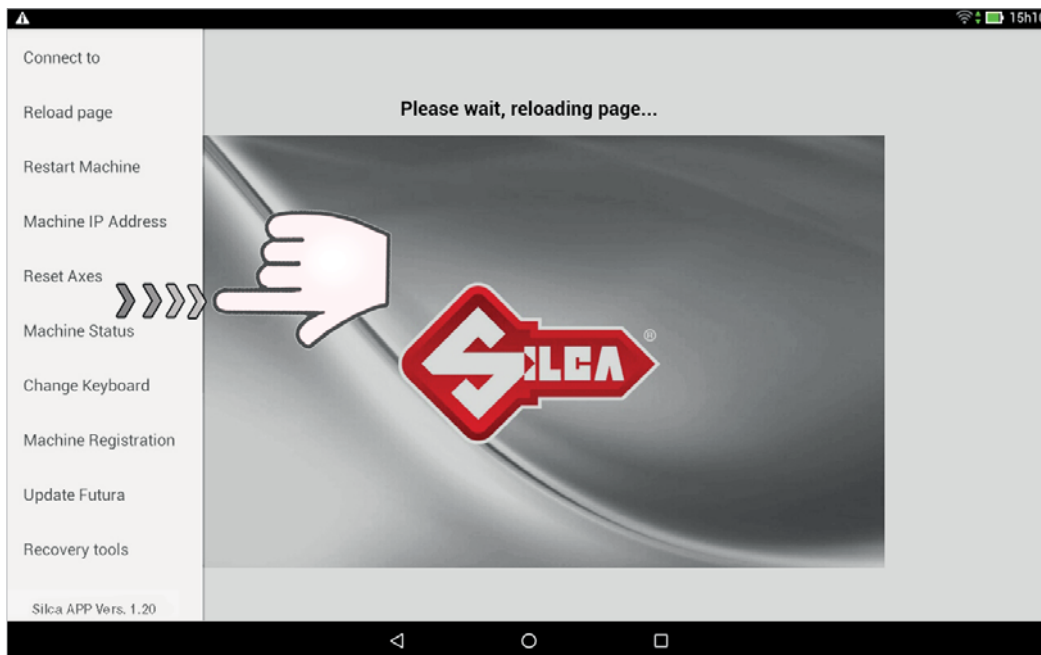 15h10
Connect to
Reload page
Restart Machine
Machine IP Address
Reset Axes
Machine Status
Change Keyboard
Machine Registration
Update Futura
Recovery tools
Silca APP Vers. 1.20
Please wait, reloading page...
SILCA®